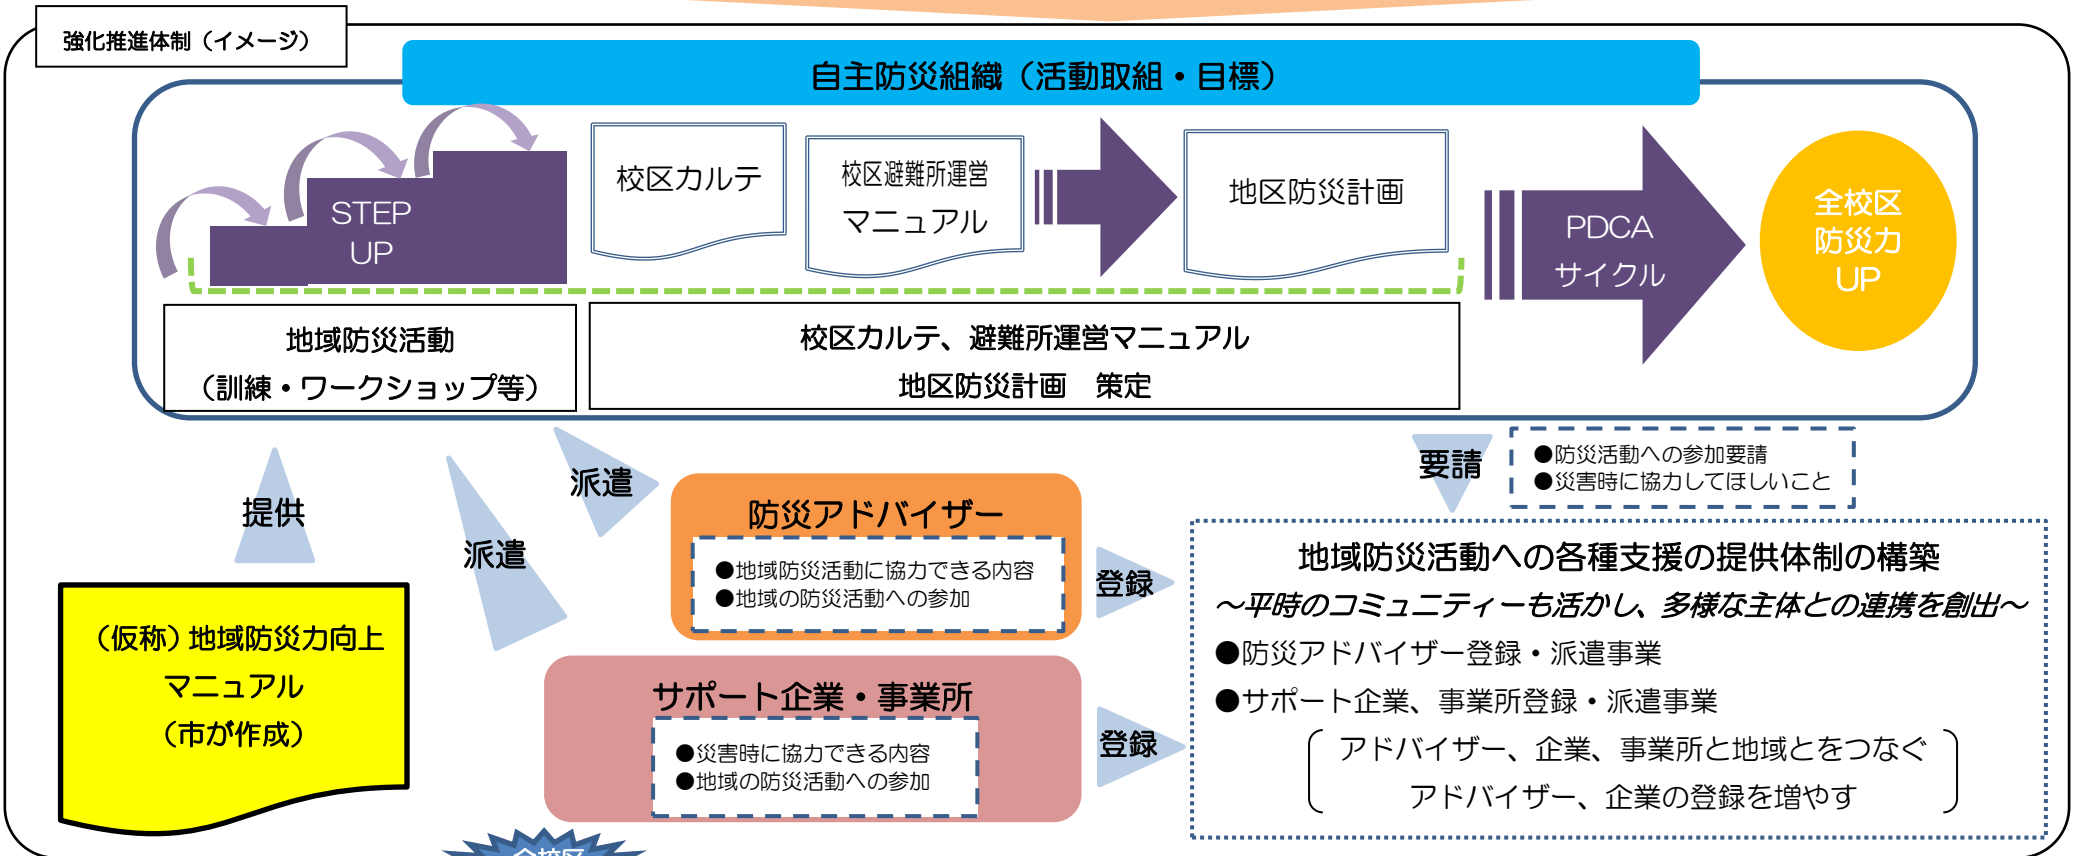 強化推進体制（イメージ）
自主防災組織（活動取組・目標）
STEP
UP
校区カルテ
校区避難所運営
マニュアル
地区防災計画
PDCA
サイクル
全校区
防災力
UP
地域防災活動
（訓練・ワークショップ等）
校区カルテ、避難所運営マニュアル
地区防災計画　策定
提供
派遣
派遣
要請
●防災活動への参加要請
●災害時に協力してほしいこと
防災アドバイザー
●地域防災活動に協力できる内容
●地域の防災活動への参加
登録
（仮称）地域防災力向上
マニュアル
（市が作成）
サポート企業・事業所
●災害時に協力できる内容
●地域の防災活動への参加
登録
地域防災活動への各種支援の提供体制の構築
～平時のコミュニティーも活かし、多様な主体との連携を創出～
●防災アドバイザー登録・派遣事業
●サポート企業、事業所登録・派遣事業
アドバイザー、企業、事業所と地域とをつなぐ
アドバイザー、企業の登録を増やす
全校区